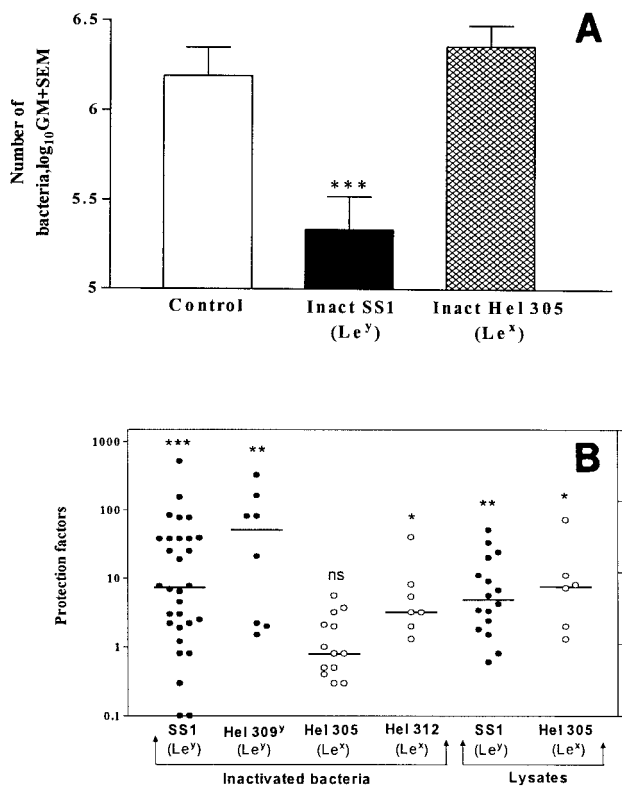 A
6.5
6
5.5
5
Number of
bacteria,log₁₀GM+SEM
***
Control
Inact SS1
(Leʸ)
Inact Hel 305
(Leˣ)
B
1000
100
10
1
0.1
Protection factors
***
**
ns
*
**
*
SS1
(Leʸ)
Hel 309ʸ
(Leʸ)
Hel 305
(Leˣ)
Hel 312
(Leˣ)
SS1
(Leʸ)
Hel 305
(Leˣ)
Inactivated bacteria
Lysates